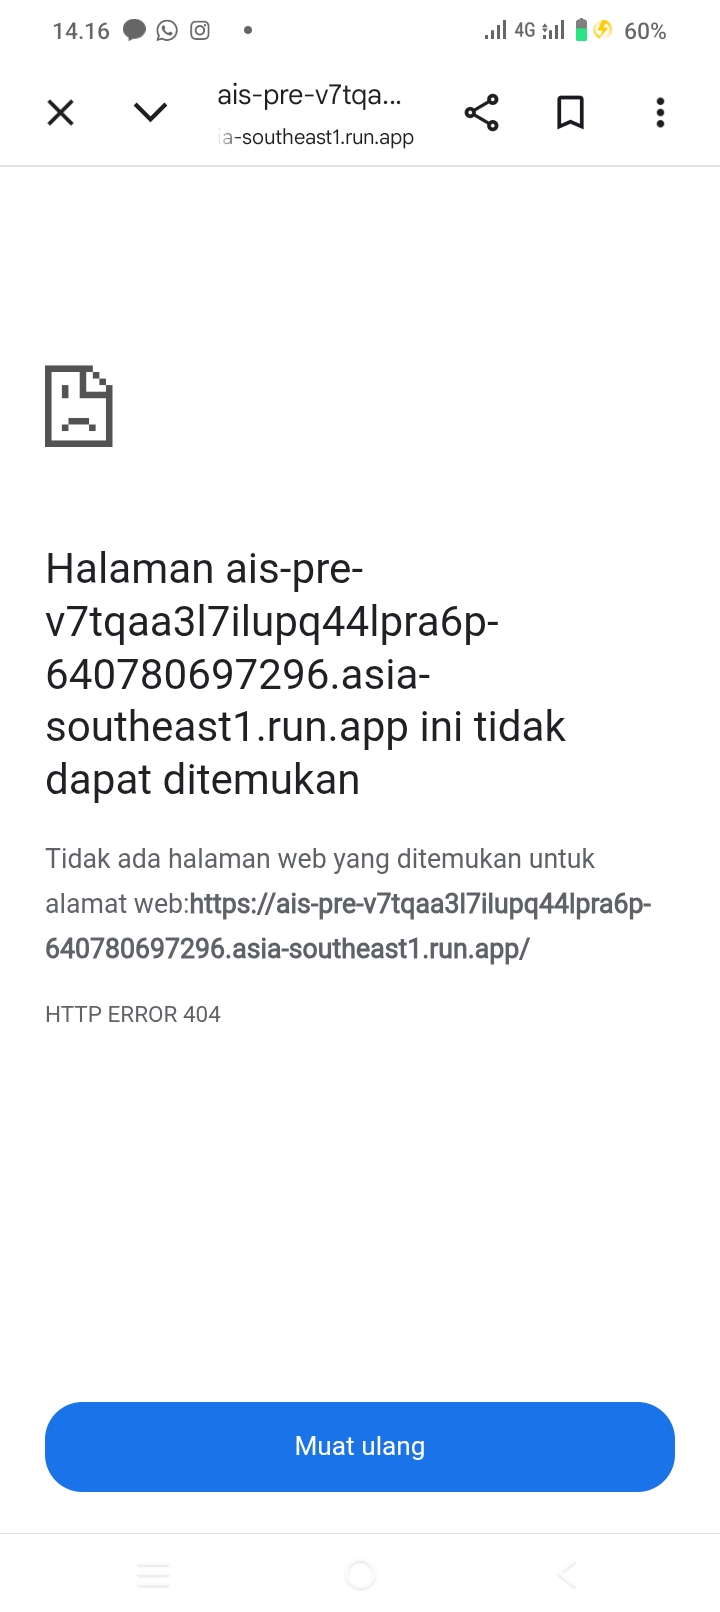 14.16
4G
60%
ais-pre-v7tqa...
a-southeast1.run.app
Halaman ais-pre-
v7tqaa3l7ilupq44lpra6p-
640780697296.asia-
southeast1.run.app ini tidak
dapat ditemukan
Tidak ada halaman web yang ditemukan untuk
alamat web:https://ais-pre-v7tqaa3l7ilupq44lpra6p-
640780697296.asia-southeast1.run.app/
HTTP ERROR 404
Muat ulang